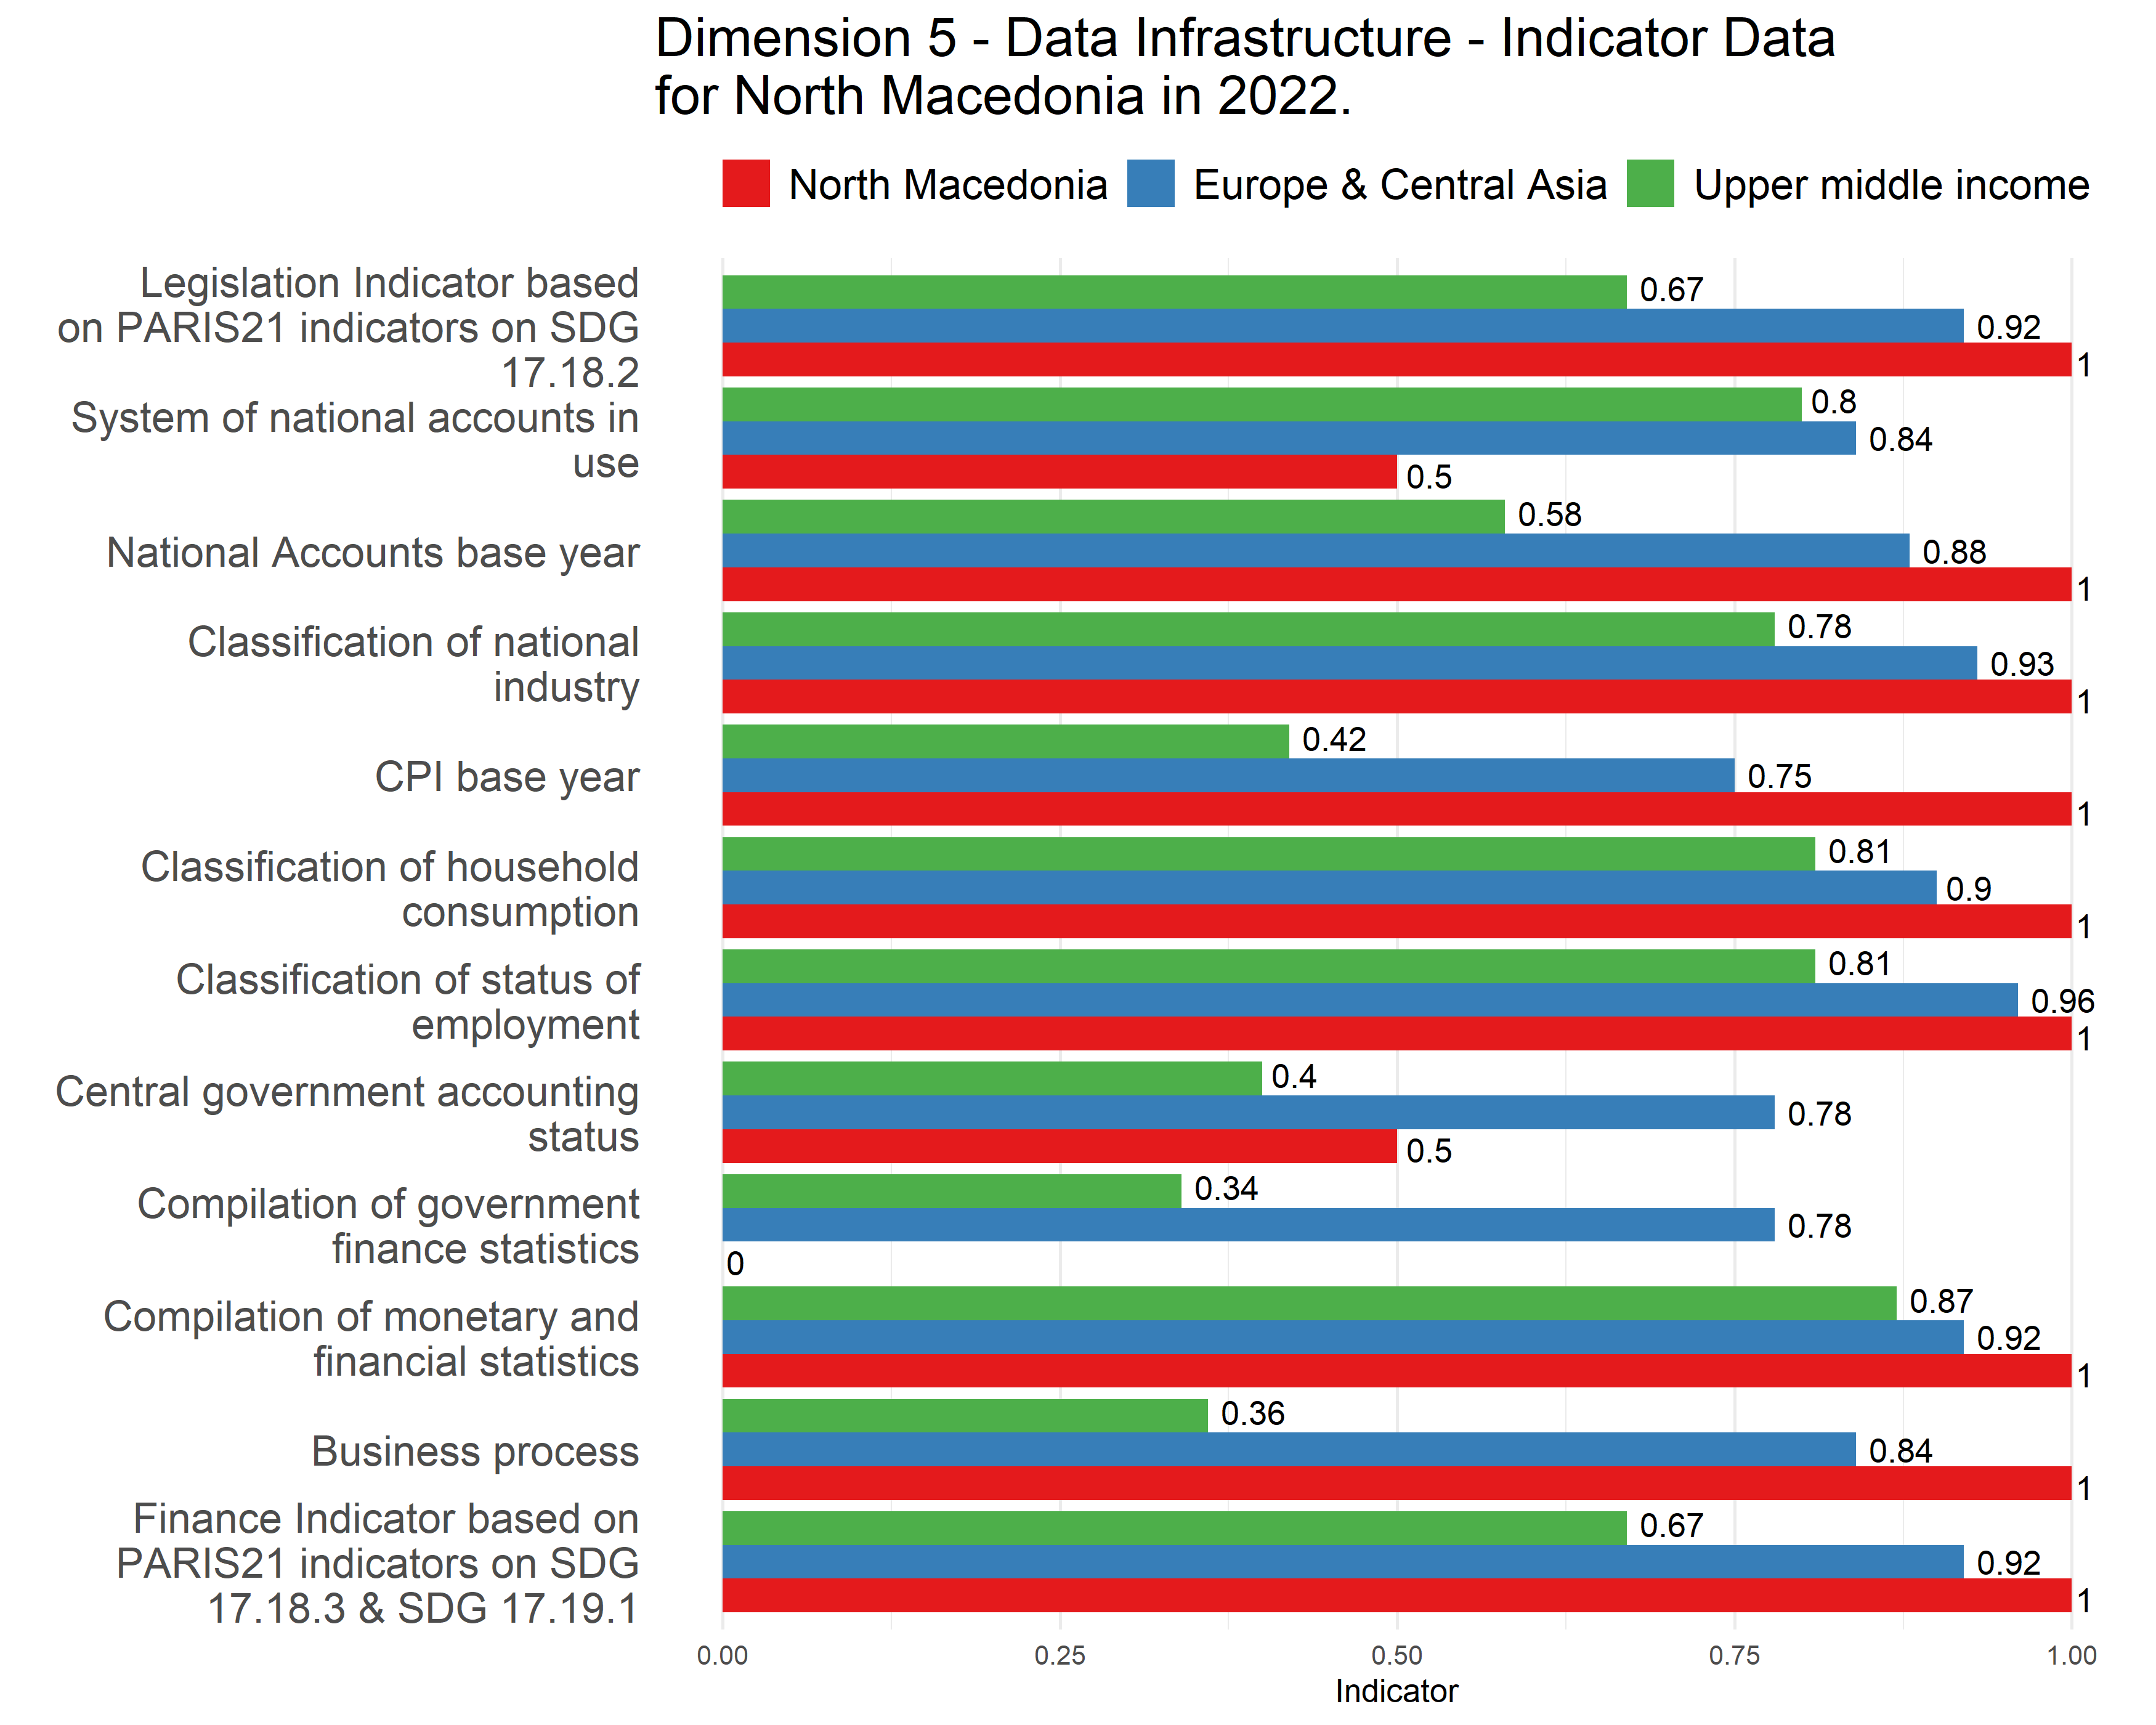 Dimension 5 - Data Infrastructure - Indicator Data
for North Macedonia in 2022.
North Macedonia
Europe & Central Asia
Upper middle income
Legislation Indicator based
on PARIS21 indicators on SDG
17.18.2
0.67
0.92
1
System of national accounts in
use
0.8
0.84
0.5
National Accounts base year
0.58
0.88
1
Classification of national
industry
0.78
0.93
1
CPI base year
0.42
0.75
1
Classification of household
consumption
0.81
0.9
1
Classification of status of
employment
0.81
0.96
1
Central government accounting
status
0.4
0.78
0.5
Compilation of government
finance statistics
0.34
0.78
0
Compilation of monetary and
financial statistics
0.87
0.92
1
Business process
0.36
0.84
1
Finance Indicator based on
PARIS21 indicators on SDG
17.18.3 & SDG 17.19.1
0.67
0.92
1
0.00
0.25
0.50
0.75
1.00
Indicator